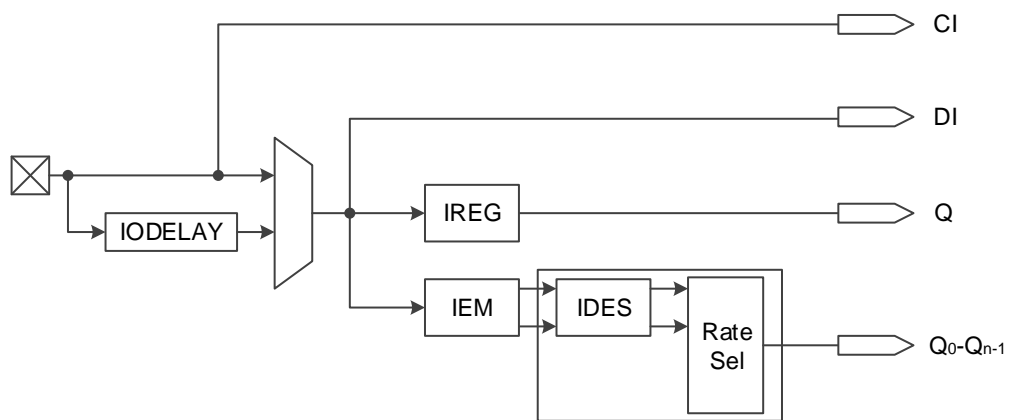 CI
DI
IREG
Q
IODELAY
IEM
IDES
Rate
Sel
Q0-Qn-1